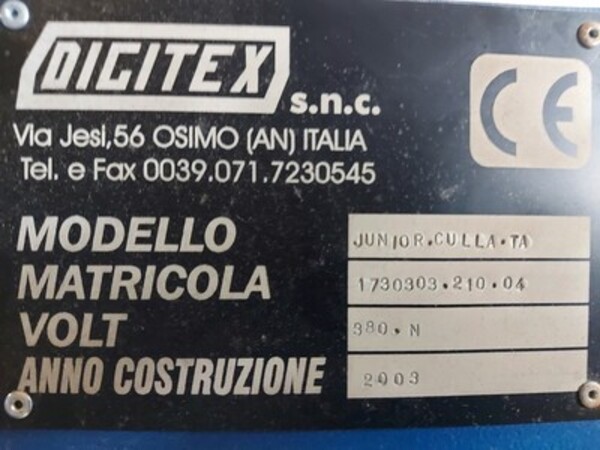 DIGITEX s.n.c.
CE
Via Jesi,56 OSIMO (AN) ITALIA
Tel. e Fax 0039.071.7230545
MODELLO JUNIOR.CULLA.TA
MATRICOLA 1730303.210.04
VOLT 380.N
ANNO COSTRUZIONE 2003